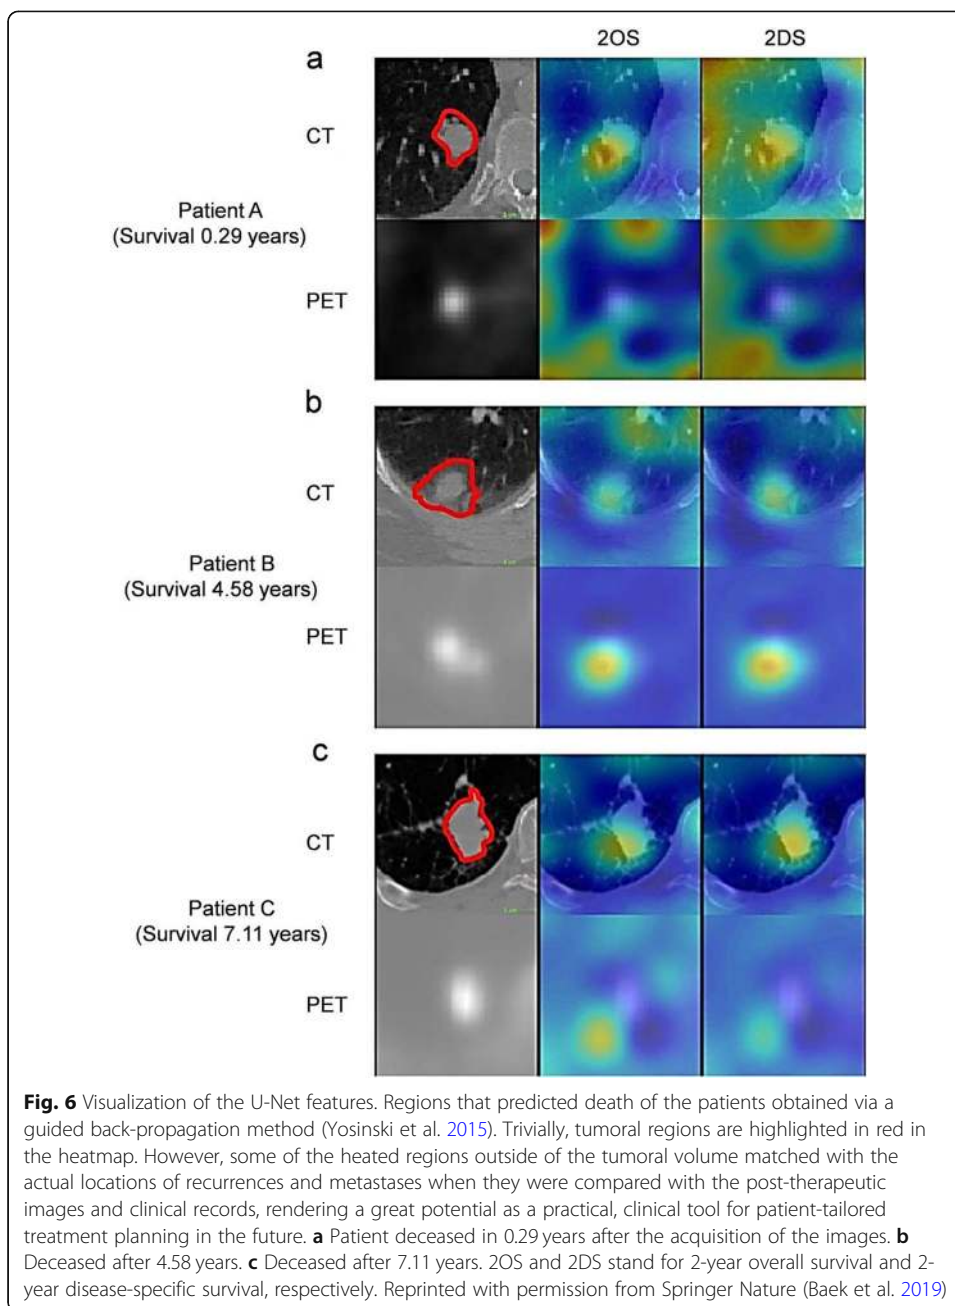 2OS 2DS
a
CT
Patient A
(Survival 0.29 years)
PET
b
CT
Patient B
(Survival 4.58 years)
PET
c
CT
Patient C
(Survival 7.11 years)
PET
Fig. 6 Visualization of the U-Net features. Regions that predicted death of the patients obtained via a
guided back-propagation method (Yosinski et al. 2015). Trivially, tumoral regions are highlighted in red in
the heatmap. However, some of the heated regions outside of the tumoral volume matched with the
actual locations of recurrences and metastases when they were compared with the post-therapeutic
images and clinical records, rendering a great potential as a practical, clinical tool for patient-tailored
treatment planning in the future. a Patient deceased in 0.29 years after the acquisition of the images. b
Deceased after 4.58 years. c Deceased after 7.11 years. 2OS and 2DS stand for 2-year overall survival and 2-
year disease-specific survival, respectively. Reprinted with permission from Springer Nature (Baek et al. 2019)